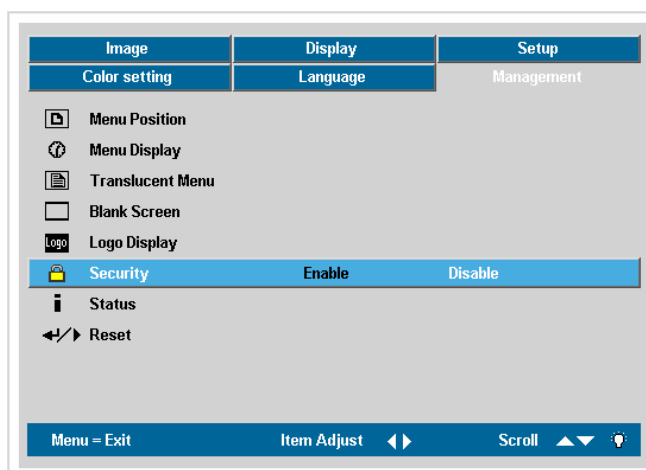 Image Display Setup
Color setting Language Management
Menu Position
Menu Display
Translucent Menu
Blank Screen
Logo Logo Display
Security Enable Disable
Status
Reset
Menu = Exit Item Adjust Scroll